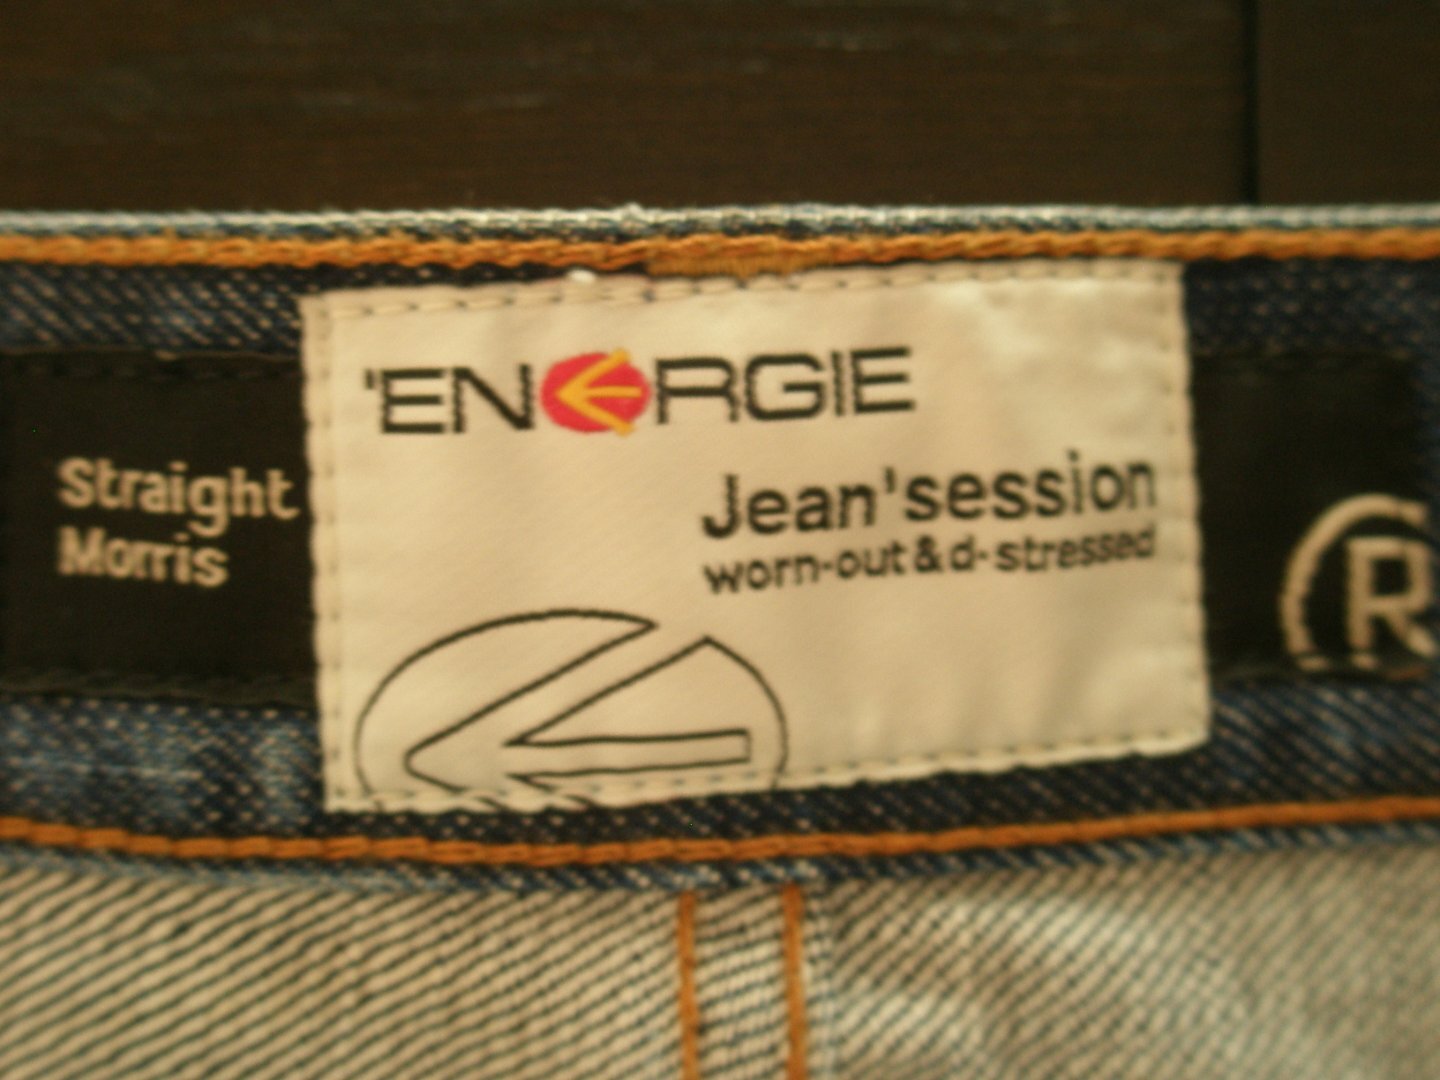 'ENERGIE
Jean'session
worn-out & d-stressed
Straight
Morris
R